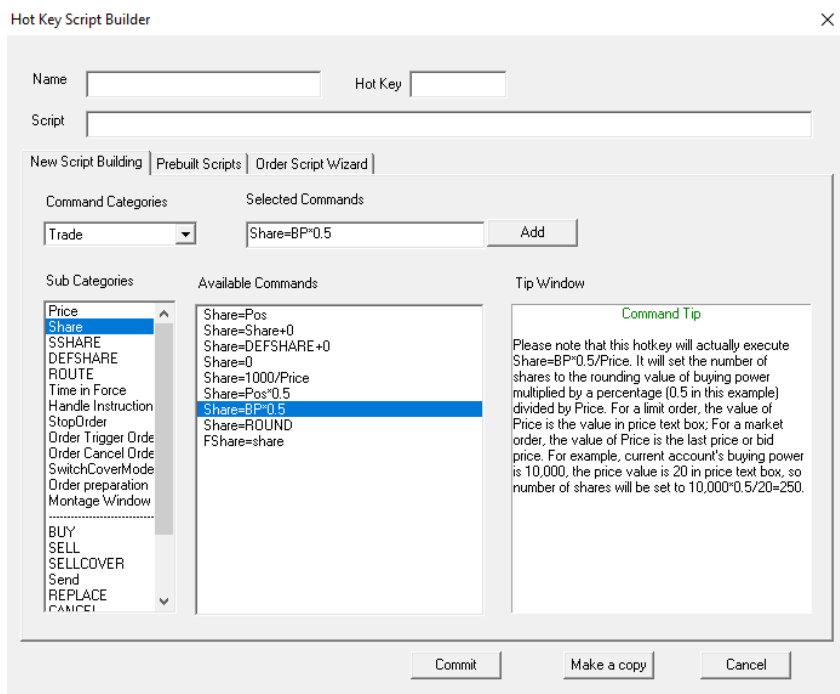 Hot Key Script Builder
Name
Hot Key
Script
New Script Building
Prebuilt Scripts
Order Script Wizard
Command Categories
Selected Commands
Trade
Share=BP*0.5
Add
Sub Categories
Available Commands
Tip Window
Price
Share
SSHARE
DEFSHARE
ROUTE
Time in Force
Handle Instruction
StopOrder
Order Trigger Orde
Order Cancel Orde
SwitchCoverMode
Order preparation
Montage Window
BUY
SELL
SELLCOVER
Send
REPLACE
CANCEL
Share=Pos
Share=Share+0
Share=DEFSHARE+0
Share=0
Share=1000/Price
Share=Pos*0.5
Share=BP*0.5
Share=ROUND
FShare=share
Command Tip
Please note that this hotkey will actually execute
Share=BP*0.5/Price. It will set the number of
shares to the rounding value of buying power
multiplied by a percentage (0.5 in this example)
divided by Price. For a limit order, the value of
Price is the value in price text box; For a market
order, the value of Price is the last price or bid
price. For example, current account's buying power
is 10,000, the price value is 20 in price text box, so
number of shares will be set to 10,000*0.5/20=250.
Commit
Make a copy
Cancel